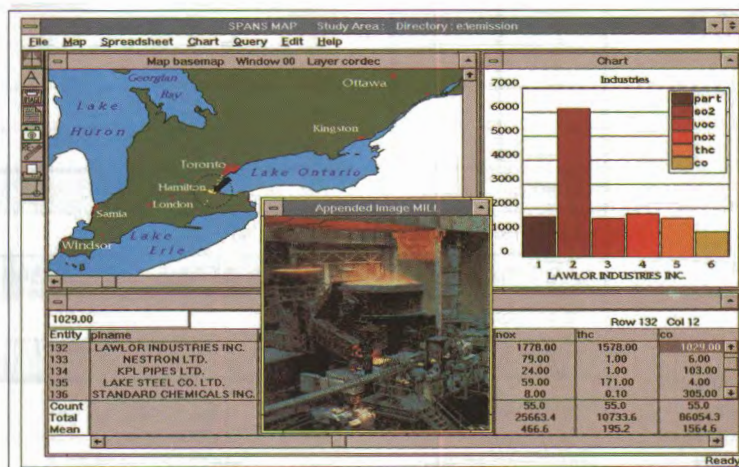 SPANS MAP Study Area : Directory : e:\emission
File Map Spreadsheet Chart Query Edit Help
Map basemap Window 00 Layer cordec
Georgian
Bay
Ottawa
Lake
Huron
Kingston
Toronto
Lake Ontario
Hamilton
London
Sarnia
Lake
Erie
Windsor
Chart
Industries
7000
6000
5000
4000
3000
2000
1000
0
part
so2
voc
nox
thc
co
1 2 3 4 5 6
LAWLOR INDUSTRIES INC.
Appended Image MILL
1029.00
Row 132 Col 12
Entity plname nox thc co
132 LAWLOR INDUSTRIES INC. 1778.00 1578.00 1029.00
133 NESTRON LTD. 79.00 1.00 6.00
134 KPL PIPES LTD. 24.00 1.00 103.00
135 LAKE STEEL CO. LTD. 59.00 171.00 4.00
136 STANDARD CHEMICALS INC. 8.00 0.10 305.00
Count 55.0 55.0 55.0
Total 25663.4 10733.6 86054.3
Mean 466.6 195.2 1564.6
Ready